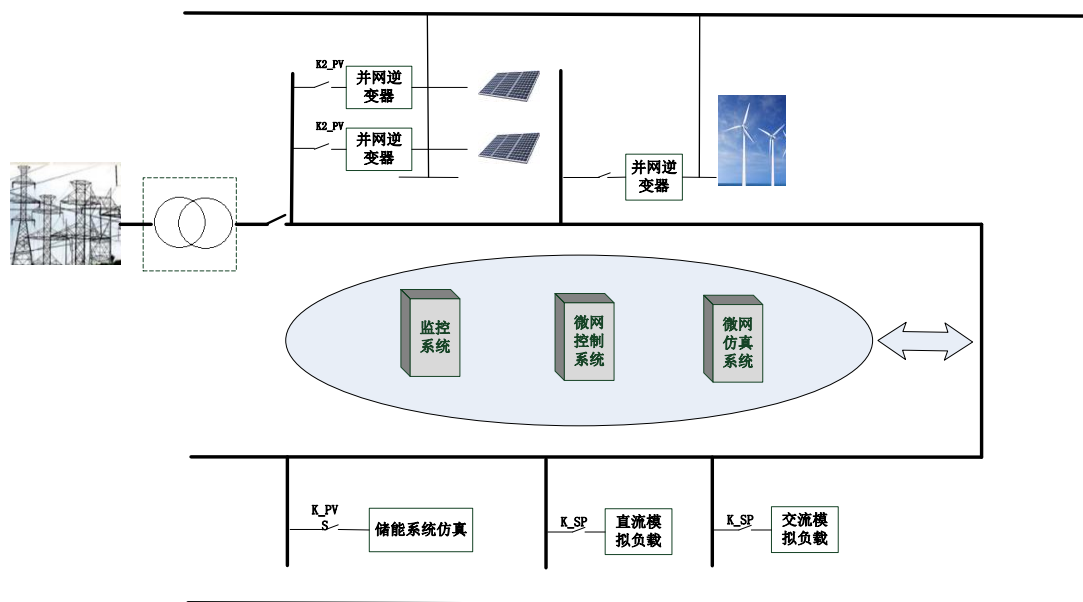 K2_PV
并网逆
变器
K2_PV
并网逆
变器
并网逆
变器
监控
系统
微网
控制
系统
微网
仿真
系统
K_PV
S
储能系统仿真
K_SP
直流模
拟负载
K_SP
交流模
拟负载